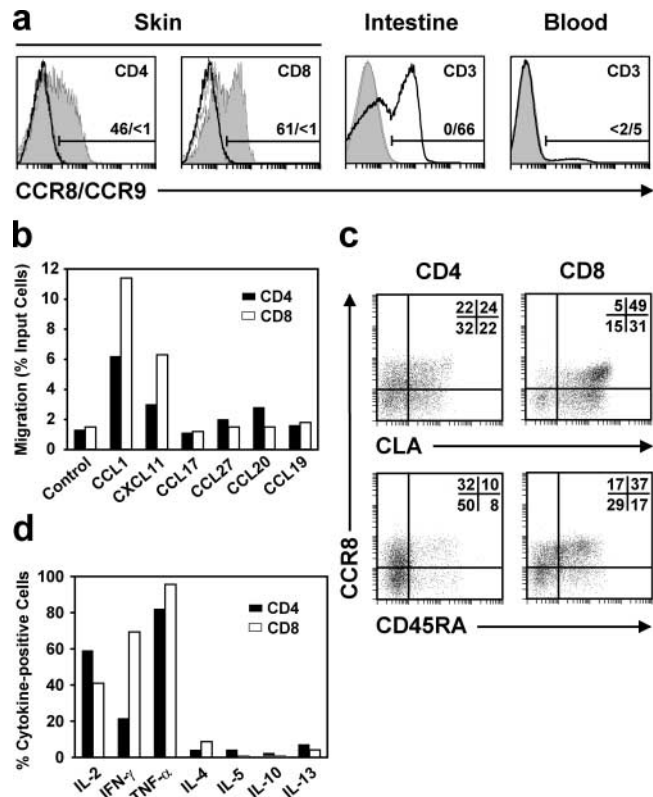 a
Skin
Intestine
Blood
CD4
46/<1
CD8
61/<1
CD3
0/66
CD3
<2/5
CCR8/CCR9
b
Migration (% Input Cells)
12
10
8
6
4
2
0
CD4
CD8
Control
CCL1
CXCL11
CCL17
CCL27
CCL20
CCL19
c
CD4
CD8
22 24
32 22
5 49
15 31
CLA
32 10
50 8
17 37
29 17
CCR8
CD45RA
d
% Cytokine-positive Cells
100
80
60
40
20
0
CD4
CD8
IL-2
IFN-γ
TNF-α
IL-4
IL-5
IL-10
IL-13